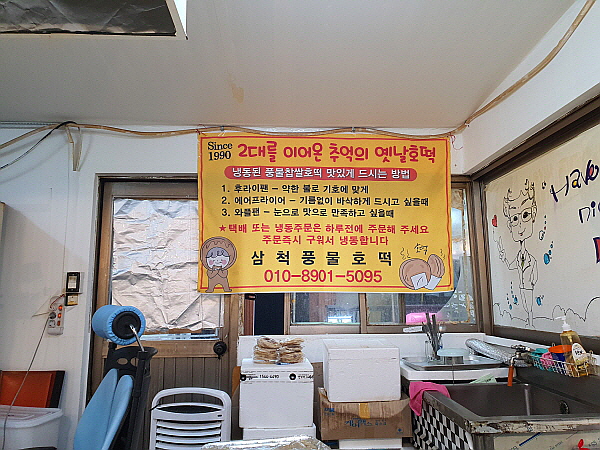 Since
1990
2대를 이어온 추억의 옛날호떡
냉동된 풍물찹쌀호떡 맛있게 드시는 방법
1. 후라이팬 - 약한 불로 기호에 맞게
2. 에어프라이어 - 기름없이 바삭하게 드시고 싶을때
3. 와플팬 - 눈으로 맛으로 만족하고 싶을때
★택배 또는 냉동주문은 하루전에 주문해 주세요
주문즉시 구워서 냉동합니다
삼척풍물호떡
010-8901-5095
Have